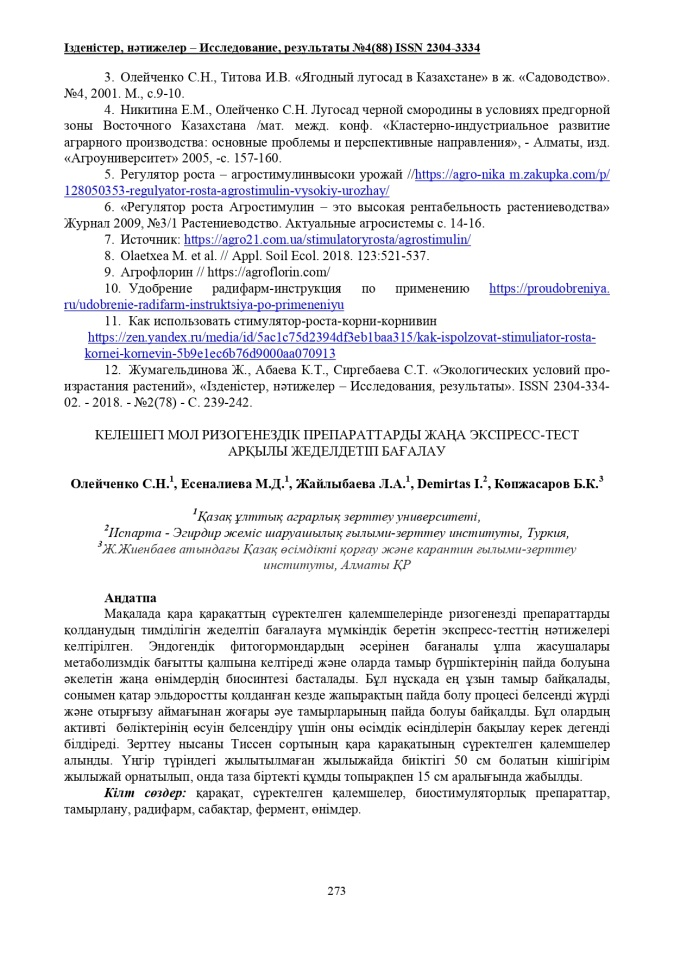 Ізденістер, нәтижелер – Исследование, результаты №4(88) ISSN 2304-3334
3. Олейченко С.Н., Титова И.В. «Ягодный лугосад в Казахстане» в ж. «Садоводство».
№4, 2001. М., с.9-10.
4. Никитина Е.М., Олейченко С.Н. Лугосад черной смородины в условиях предгорной
зоны Восточного Казахстана /мат. межд. конф. «Кластерно-индустриальное развитие
аграрного производства: основные проблемы и перспективные направления», - Алматы, изд.
«Агроуниверситет» 2005, -с. 157-160.
5. Регулятор роста – агростимулинвысоки урожай //https://agro-nika m.zakupka.com/p/
128050353-regulyator-rosta-agrostimulin-vysokiy-urozhay/
6. «Регулятор роста Агростимулин – это высокая рентабельность растениеводства»
Журнал 2009, №3/1 Растениеводство. Актуальные агросистемы с. 14-16.
7. Источник: https://agro21.com.ua/stimulatoryrosta/agrostimulin/
8. Olaetxea M. et al. // Appl. Soil Ecol. 2018. 123:521-537.
9. Агрофлорин // https://agroflorin.com/
10. Удобрение радифарм-инструкция по применению https://proudobreniya.
ru/udobrenie-radifarm-instruktsiya-po-primeneniyu
11. Как использовать стимулятор-роста-корни-корнивин
https://zen.yandex.ru/media/id/5ac1c75d2394df3eb1baa315/kak-ispolzovat-stimuliator-rosta-
kornei-kornevin-5b9e1ec6b76d9000aa070913
12. Жумагельдинова Ж., Абаева К.Т., Сиргебаева С.Т. «Экологических условий про-
израстания растений», «Ізденістер, нәтижелер – Исследования, результаты». ISSN 2304-334-
02. - 2018. - №2(78) - С. 239-242.
КЕЛЕШЕГІ МОЛ РИЗОГЕНЕЗДІК ПРЕПАРАТТАРДЫ ЖАҢА ЭКСПРЕСС-ТЕСТ
АРҚЫЛЫ ЖЕДЕЛДЕТІП БАҒАЛАУ
Олейченко С.Н.¹, Есеналиева М.Д.¹, Жайлыбаева Л.А.¹, Demirtas I.², Көпжасаров Б.К.³
¹Қазақ ұлттық аграрлық зерттеу университеті,
²Испарта - Эгирдир жеміс шаруашылық ғылыми-зерттеу институты, Туркия,
³Ж.Жиенбаев атындағы Қазақ өсімдікті қорғау және карантин ғылыми-зерттеу
институты, Алматы ҚР
Аңдатпа
Мақалада қара қарақаттың сүректелген қалемшелерінде ризогенезді препараттарды
қолданудың тимділігін жеделтіп бағалауға мүмкіндік беретін экспресс-тесттің нәтижелері
келтірілген. Эндогендік фитогормондардың әсерінен бағаналы ұлпа жасушалары
метаболизмдік бағытты қалпына келтіреді және оларда тамыр бүршіктерінің пайда болуына
әкелетін жаңа өнімдердің биосинтезі басталады. Бұл нұсқада ең ұзын тамыр байқалады,
сонымен қатар эльдоростты қолданған кезде жапырақтың пайда болу процесі белсенді жүрді
және отырғызу аймағынан жоғары әуе тамырларының пайда болуы байқалды. Бұл олардың
активті бөліктерінің өсуін белсендіру үшін оны өсімдік өсінділерін бақылау керек дегенді
білдіреді. Зерттеу нысаны Тиссен сортының қара қарақатының сүректелген қалемшелер
алынды. Үңгір түріндегі жылытылмаған жылыжайда биіктігі 50 см болатын кішігірім
жылыжай орнатылып, онда таза біртекті құмды топырақпен 15 см аралығында жабылды.
Кілт сөздер: қарақат, сүректелген қалемшелер, биостимуляторлық препараттар,
тамырлану, радифарм, сабақтар, фермент, өнімдер.
273